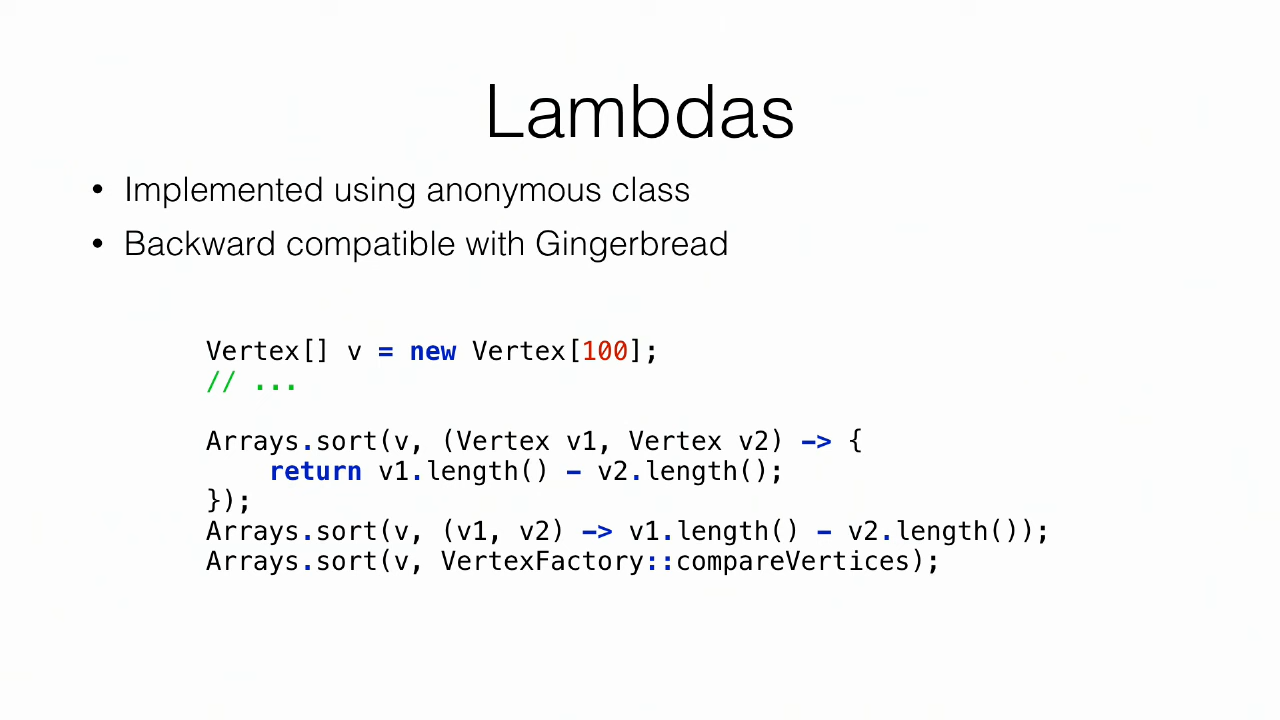 Lambdas
• Implemented using anonymous class
• Backward compatible with Gingerbread
Vertex[] v = new Vertex[100];
// ...
Arrays.sort(v, (Vertex v1, Vertex v2) -> {
    return v1.length() - v2.length();
});
Arrays.sort(v, (v1, v2) -> v1.length() - v2.length());
Arrays.sort(v, VertexFactory::compareVertices);